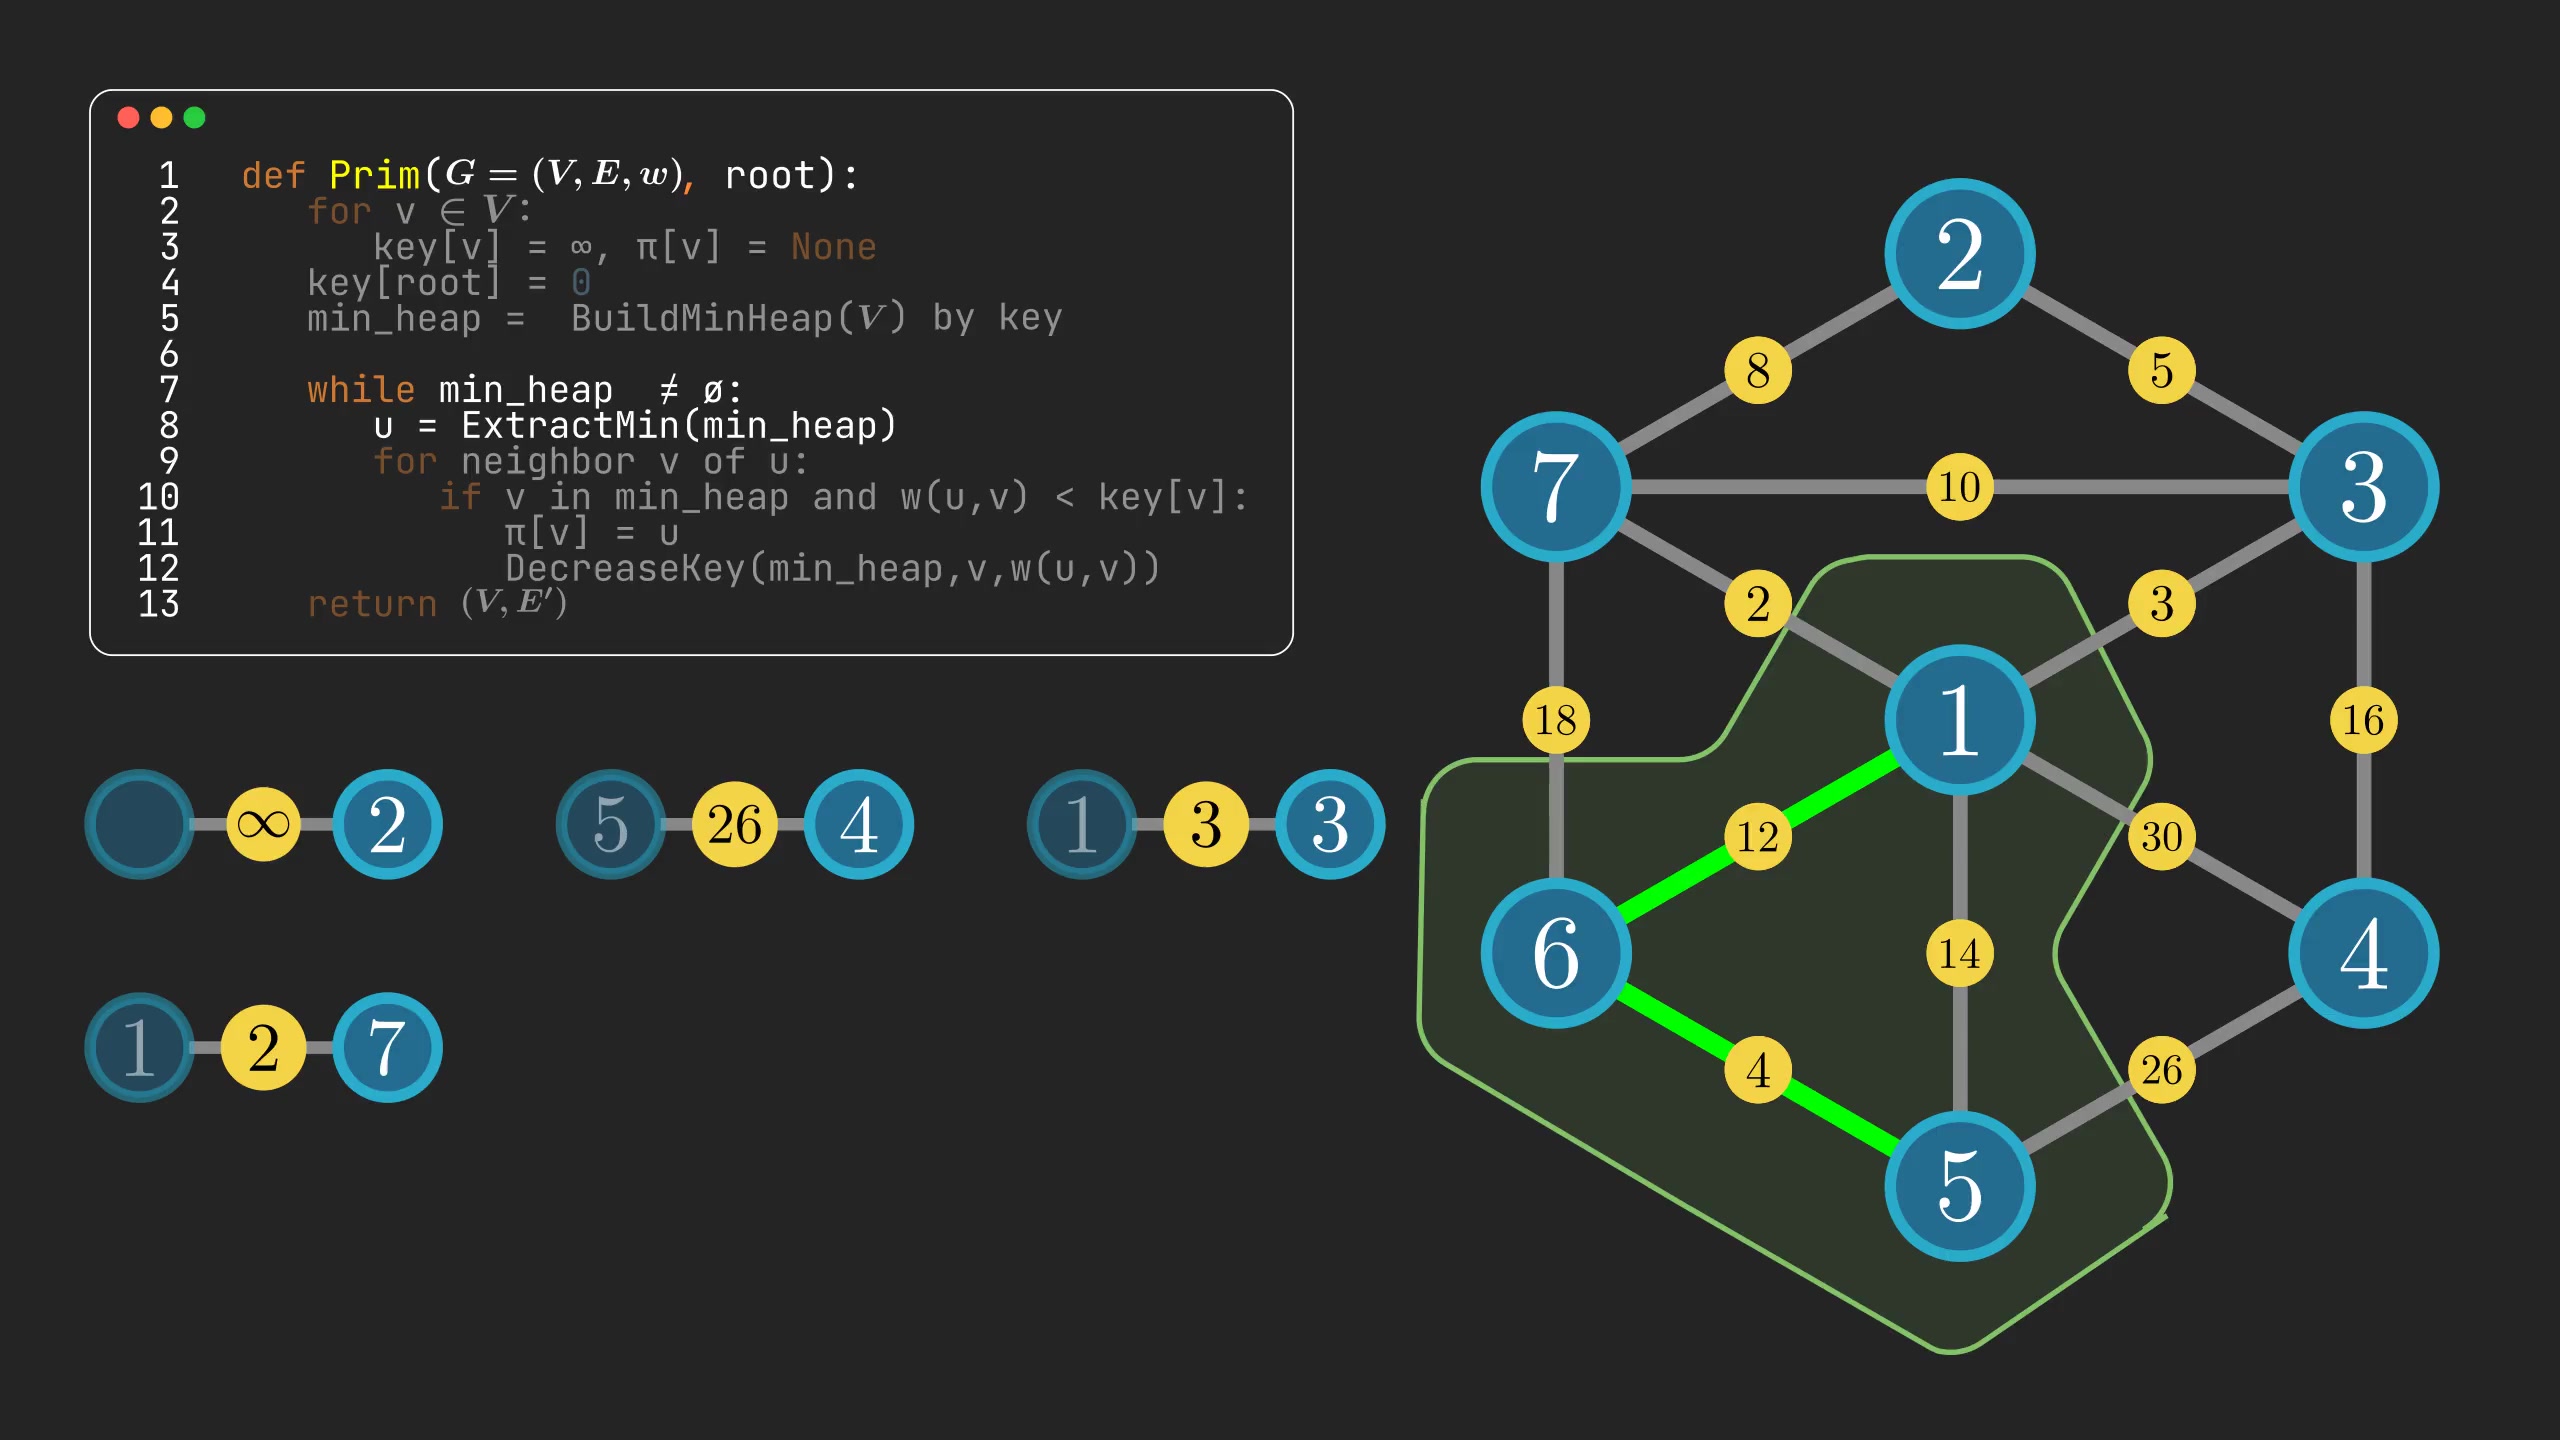 1 def Prim(G = (V, E, w), root):
2 for v ∈ V:
3 key[v] = ∞, π[v] = None
4 key[root] = 0
5 min_heap = BuildMinHeap(V) by key
6
7 while min_heap ≠ ø:
8 u = ExtractMin(min_heap)
9 for neighbor v of u:
10 if v in min_heap and w(u,v) < key[v]:
11 π[v] = u
12 DecreaseKey(min_heap,v,w(u,v))
13 return (V, E′)
∞ 2
5 26 4
1 3 3
1 2 7
2
8 5
7 10 3
2 3
18 1 16
12 30
6 14 4
4 26
5